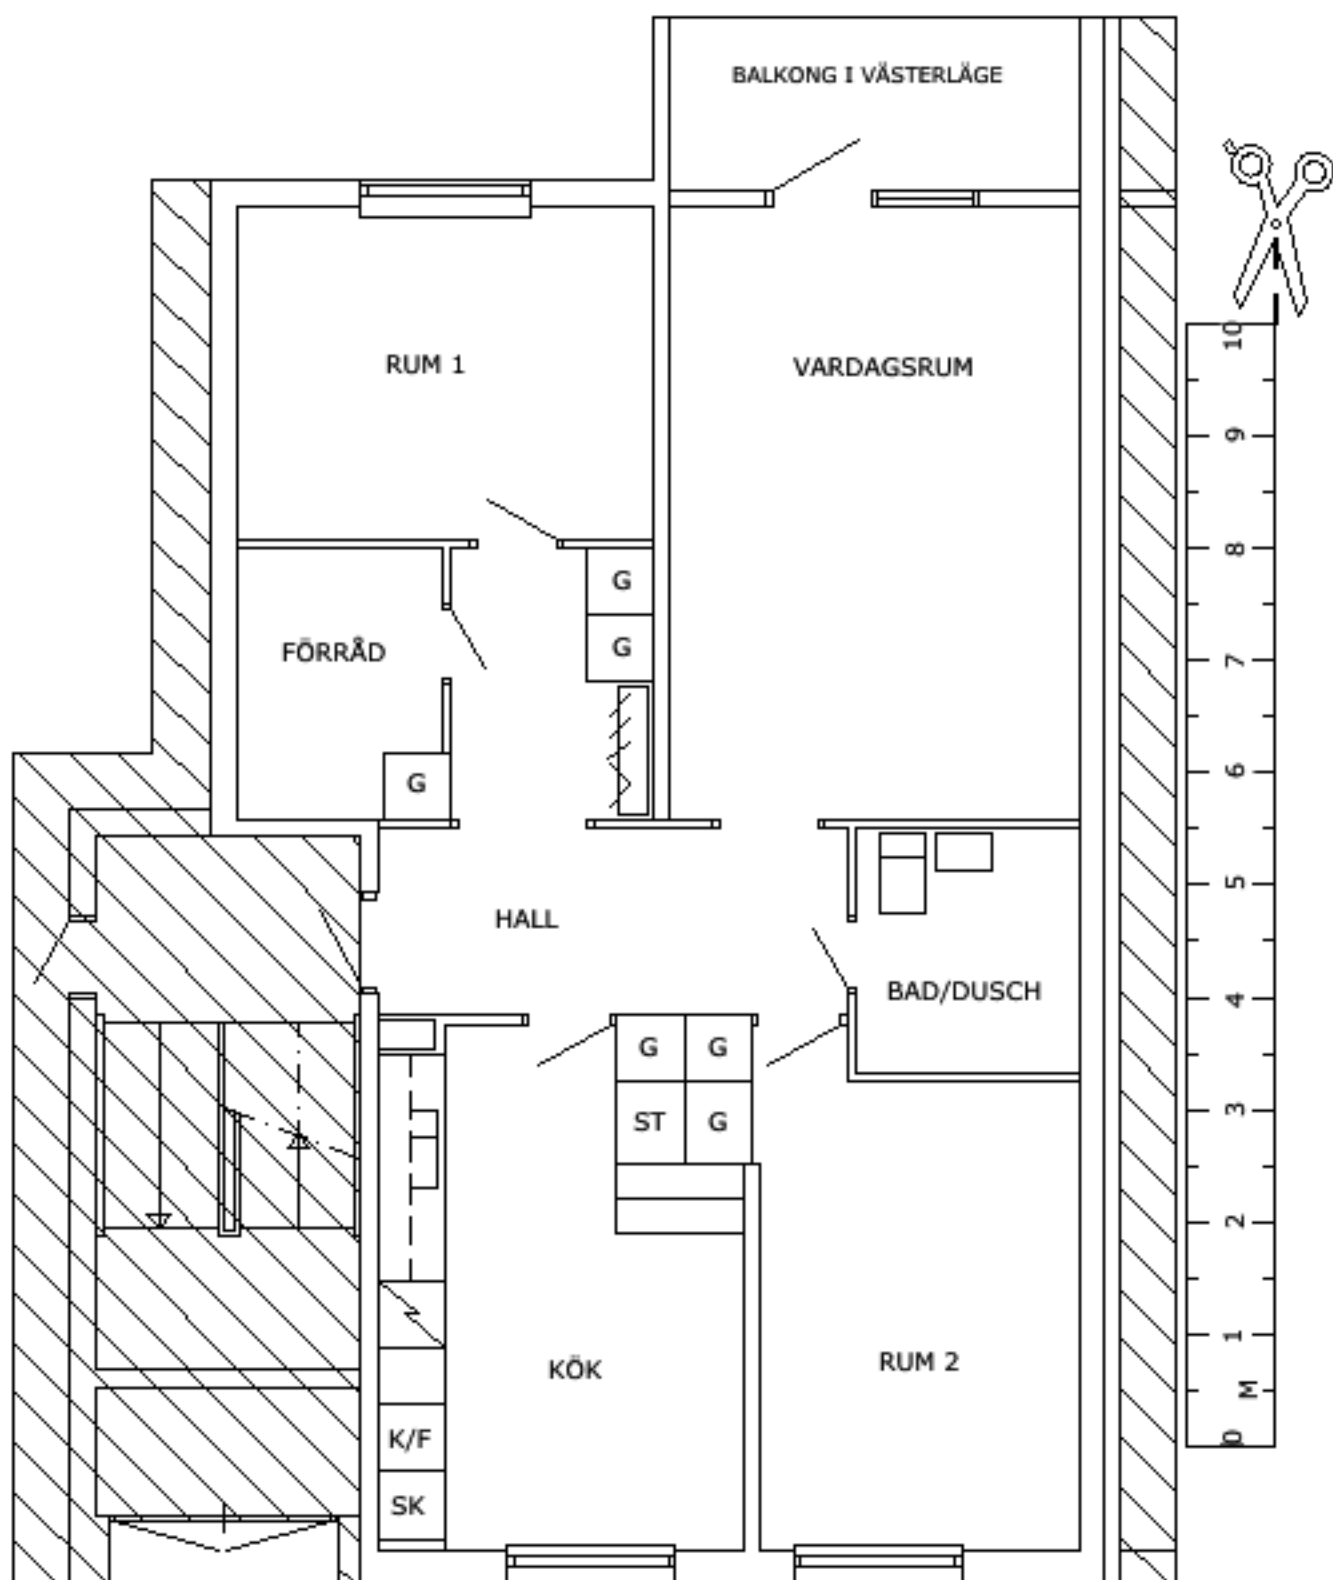 BALKONG I VÄSTERLÄGE
RUM 1
VARDAGSRUM
G
G
FÖRRÅD
G
HALL
BAD/DUSCH
G
G
ST
G
KÖK
RUM 2
K/F
SK
10
9
8
7
6
5
4
3
2
1
M
0